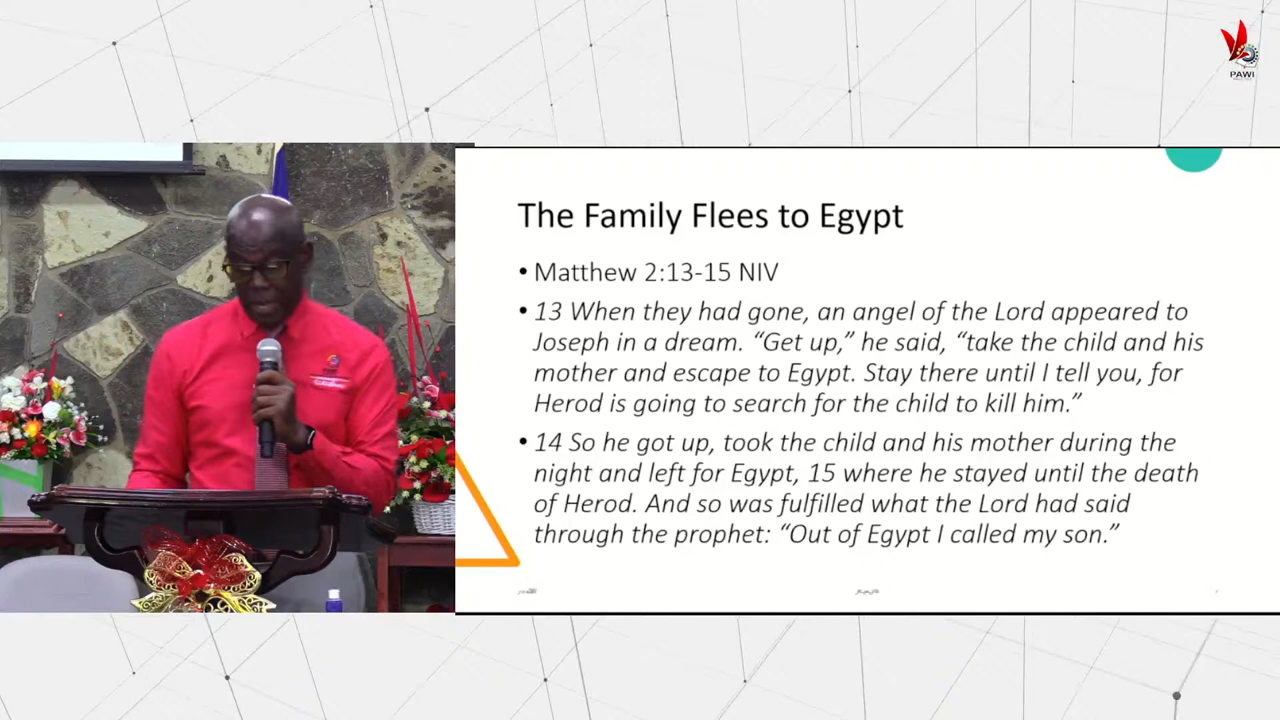 PAWI
The Family Flees to Egypt
• Matthew 2:13-15 NIV
• 13 When they had gone, an angel of the Lord appeared to
Joseph in a dream. “Get up,” he said, “take the child and his
mother and escape to Egypt. Stay there until I tell you, for
Herod is going to search for the child to kill him.”
• 14 So he got up, took the child and his mother during the
night and left for Egypt, 15 where he stayed until the death
of Herod. And so was fulfilled what the Lord had said
through the prophet: “Out of Egypt I called my son.”